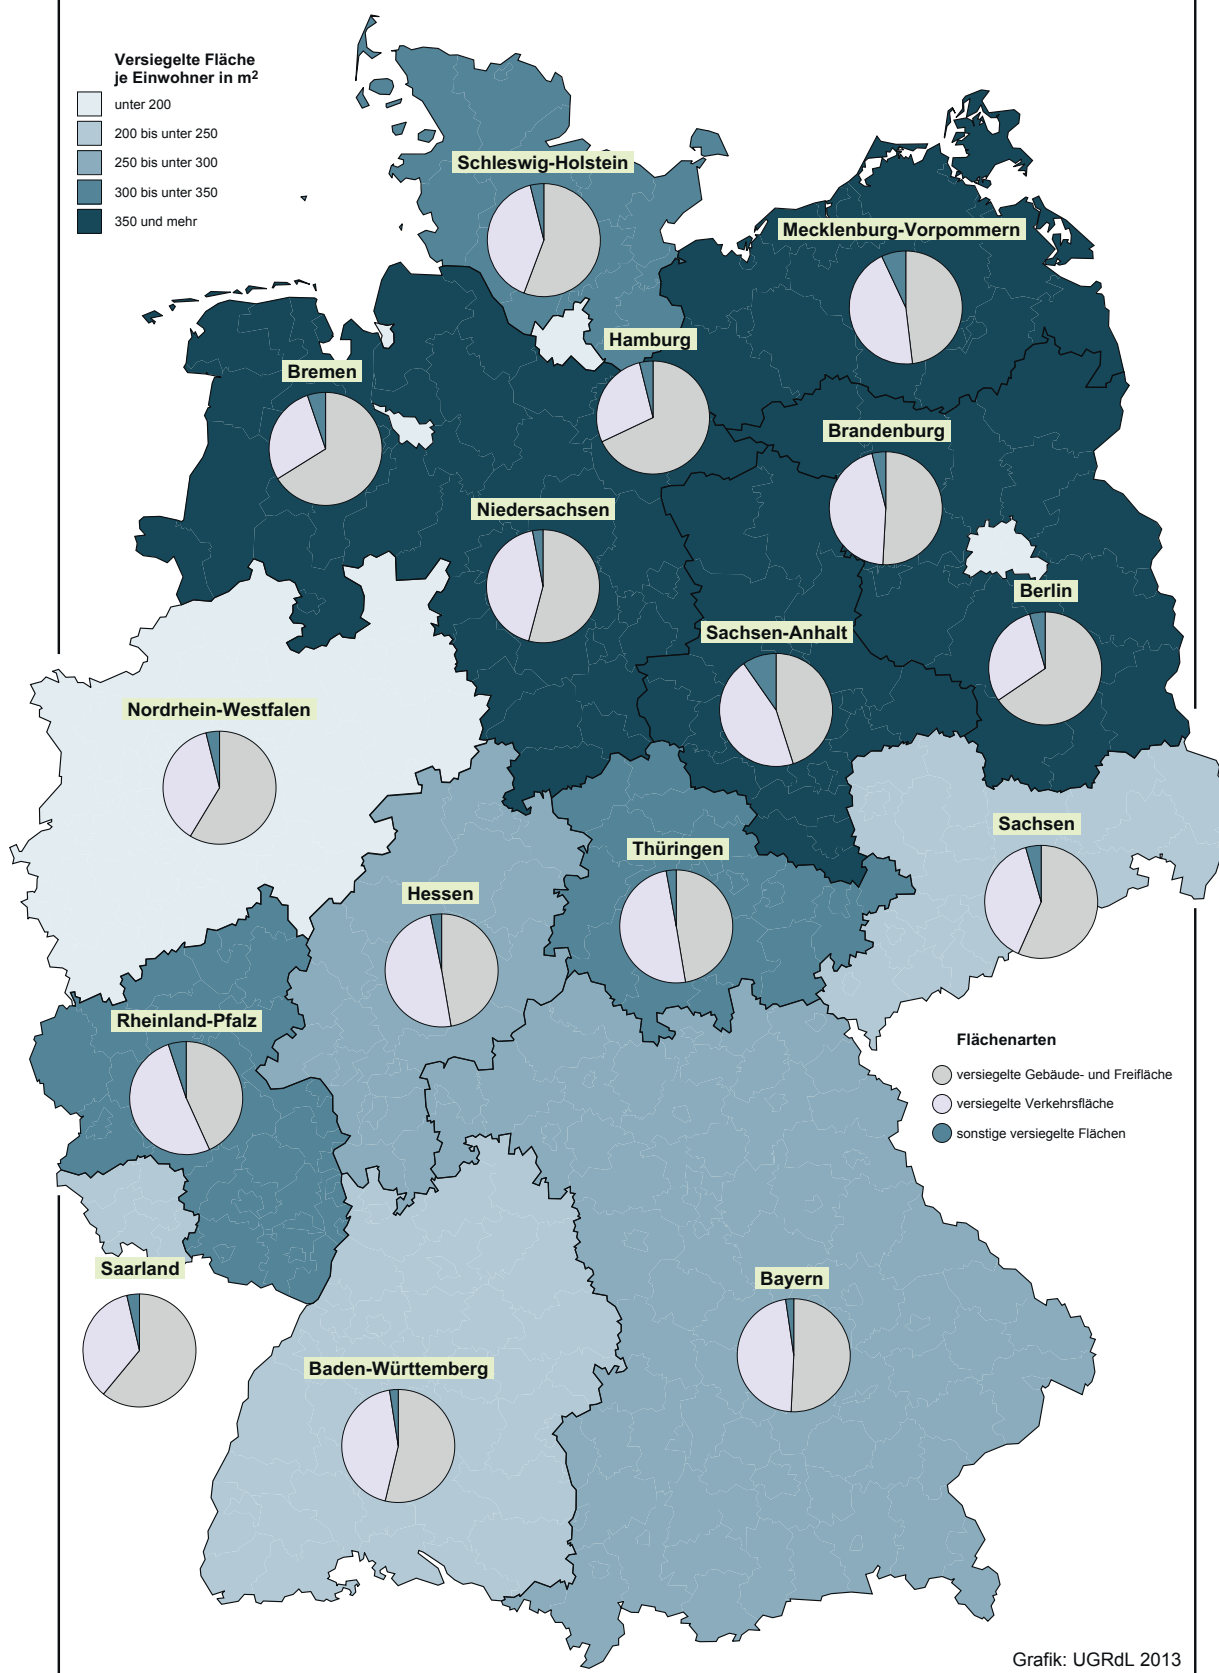 Versiegelte Fläche
je Einwohner in m²
unter 200
200 bis unter 250
250 bis unter 300
300 bis unter 350
350 und mehr
Schleswig-Holstein
Mecklenburg-Vorpommern
Hamburg
Bremen
Brandenburg
Niedersachsen
Berlin
Sachsen-Anhalt
Nordrhein-Westfalen
Sachsen
Thüringen
Hessen
Rheinland-Pfalz
Flächenarten
versiegelte Gebäude- und Freifläche
versiegelte Verkehrsfläche
sonstige versiegelte Flächen
Saarland
Bayern
Baden-Württemberg
Grafik: UGRdL 2013